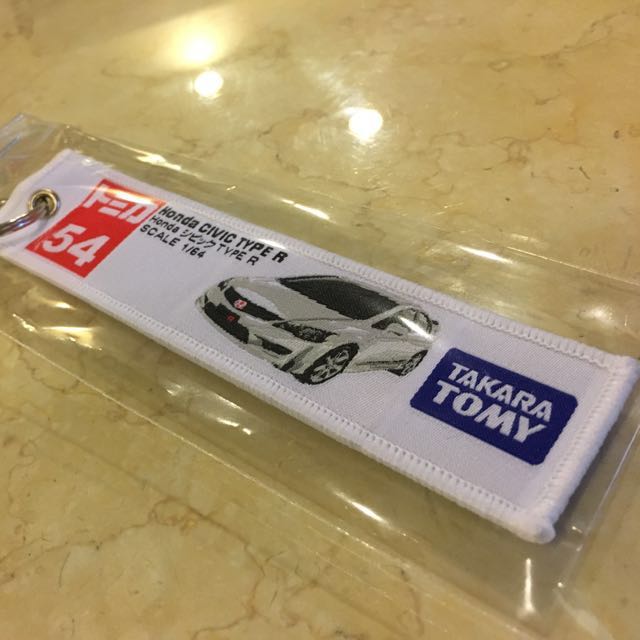 トミカ
54
Honda CIVIC TYPE R
Honda シビック TYPE R
SCALE 1/64
TAKARA
TOMY